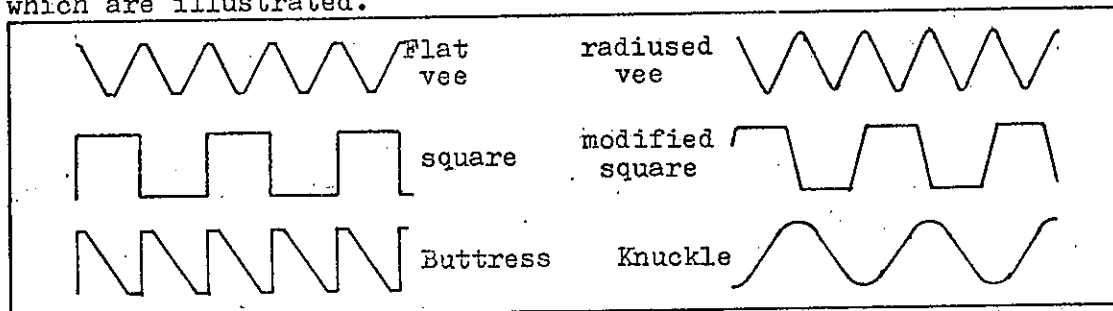 which are illustrated.
Flat
vee
radiused
vee
square
modified
square
Buttress
Knuckle